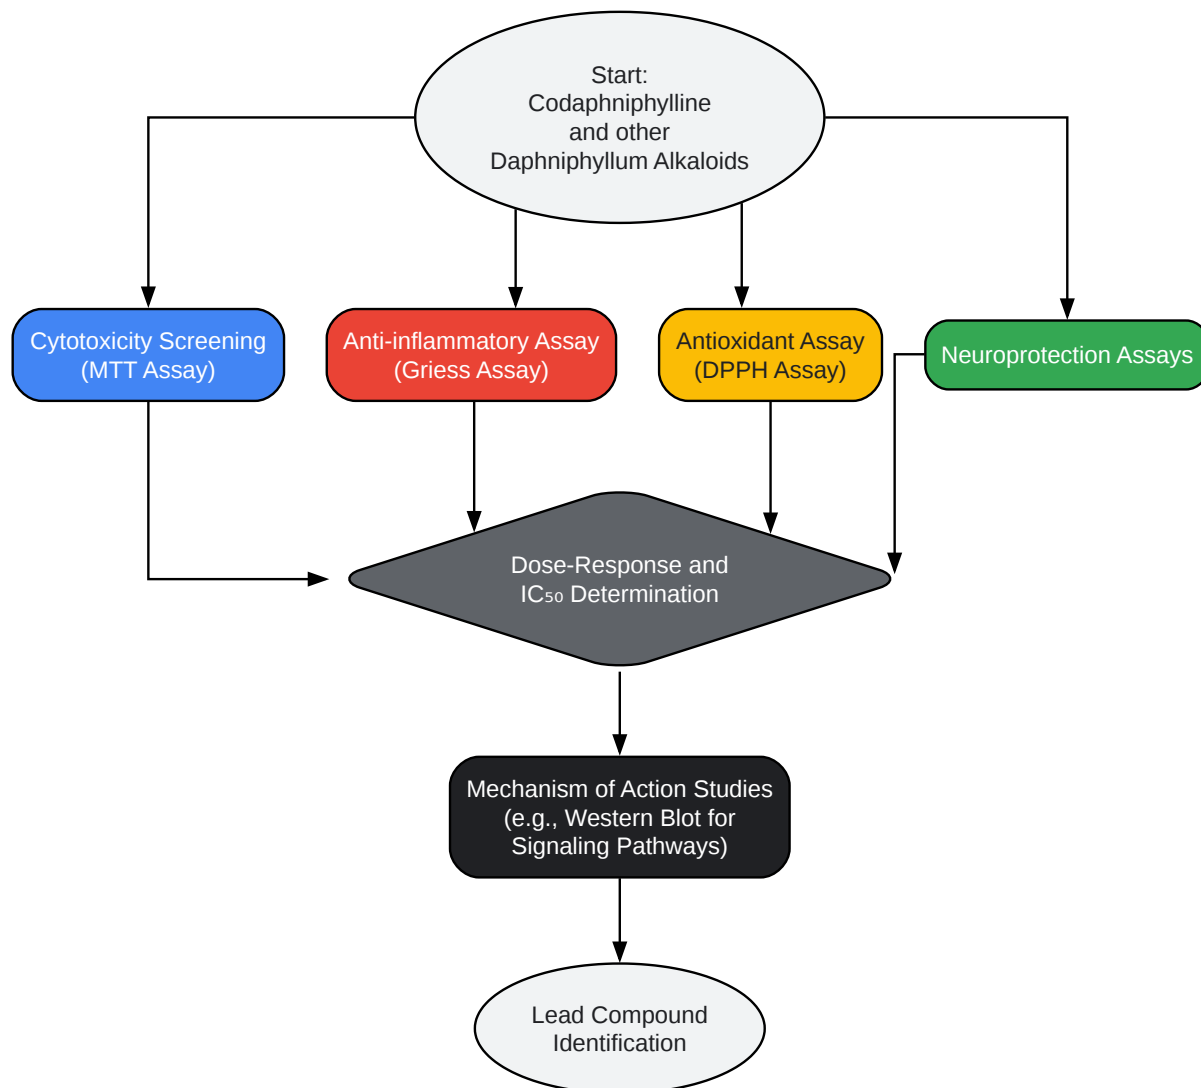 Start:
Codaphniphylline
and other
Daphniphyllum Alkaloids
Cytotoxicity Screening
(MTT Assay)
Anti-inflammatory Assay
(Griess Assay)
Antioxidant Assay
(DPPH Assay)
Neuroprotection Assays
Dose-Response and
IC₅₀ Determination
Mechanism of Action Studies
(e.g., Western Blot for
Signaling Pathways)
Lead Compound
Identification